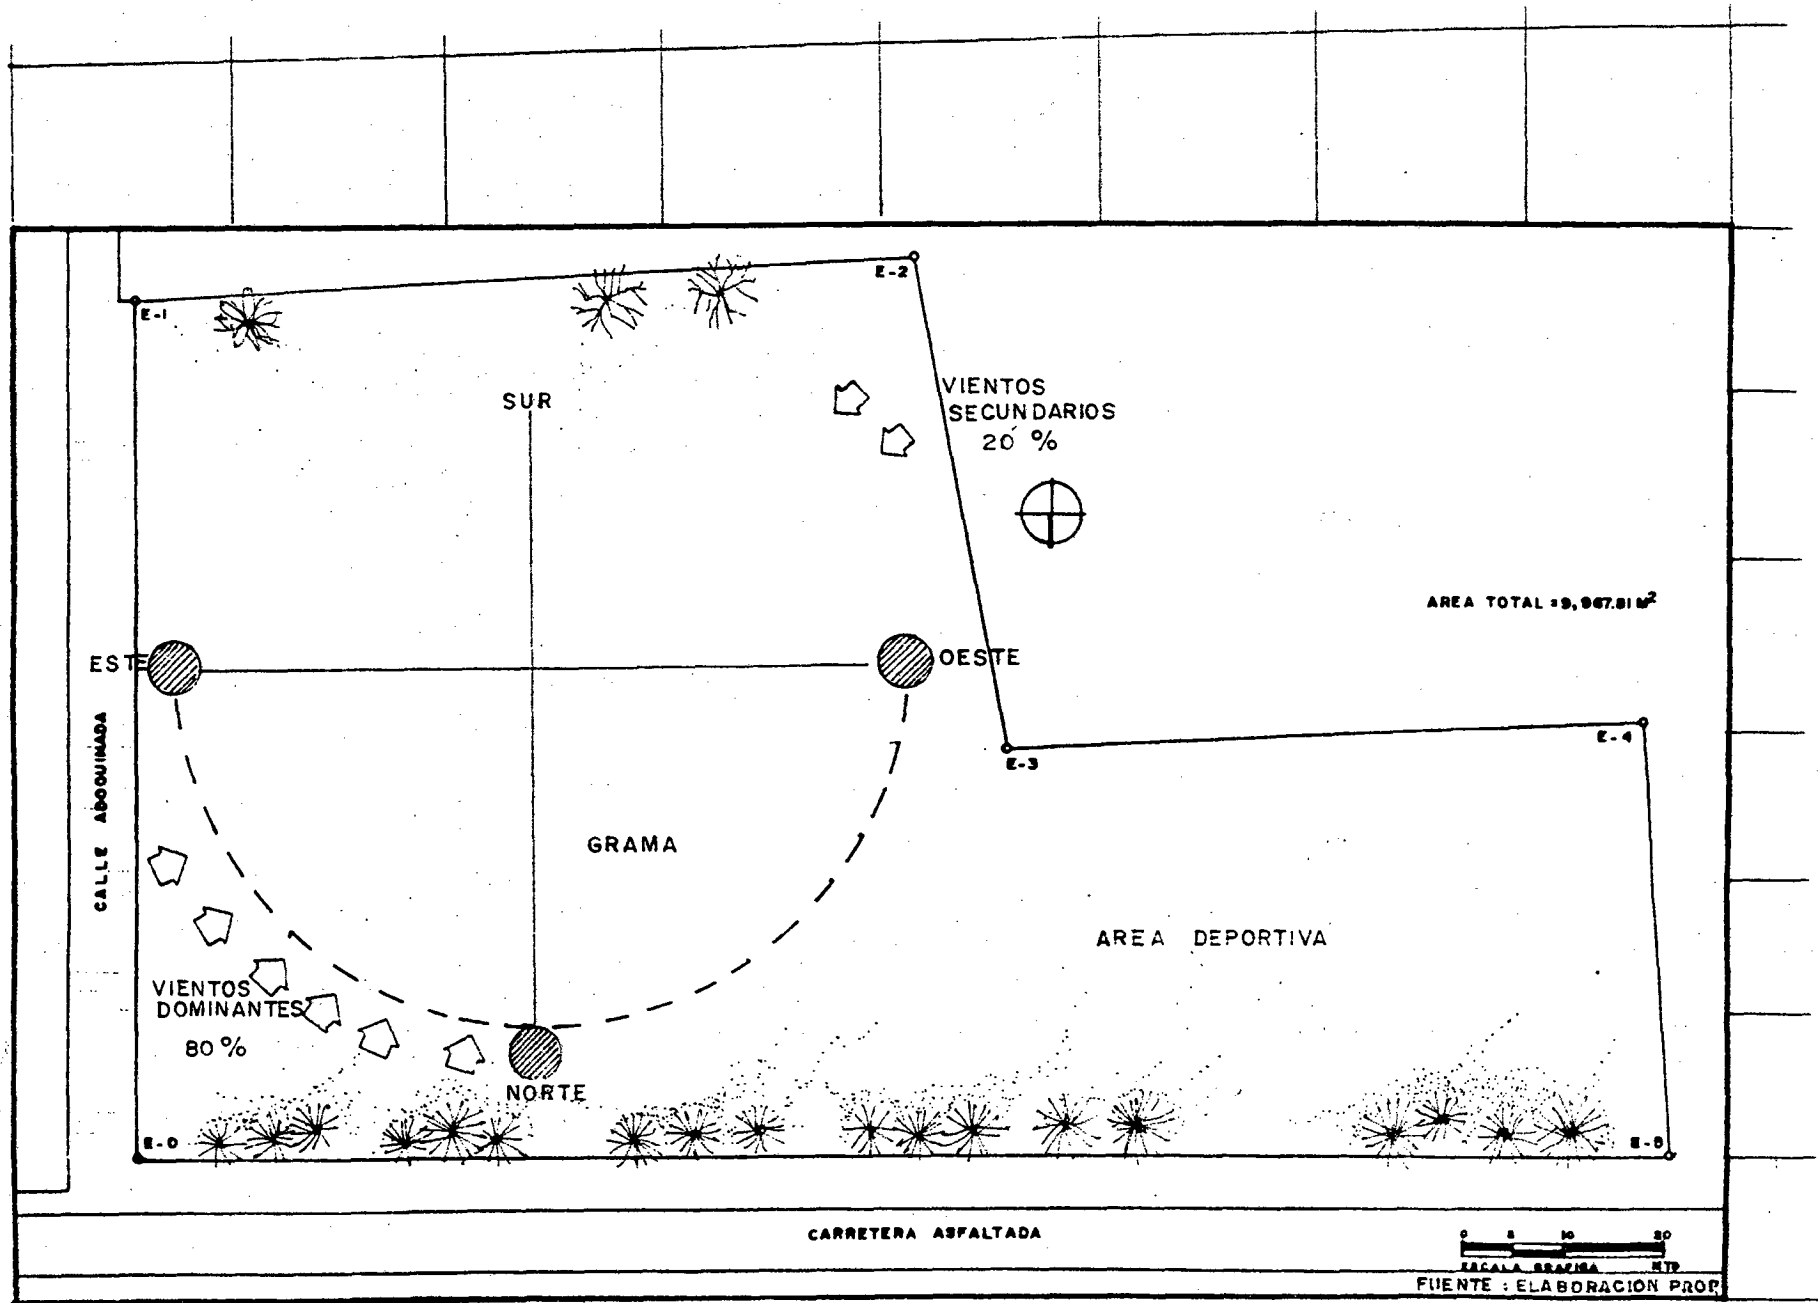 E-2
E-1
VIENTOS
SECUNDARIOS
20 %
SUR
AREA TOTAL = 9,967.81 M²
ESTE
OESTE
E-4
E-3
CALLE ADOQUINADA
GRAMA
AREA DEPORTIVA
VIENTOS
DOMINANTES
80 %
NORTE
E-0
E-5
CARRETERA ASFALTADA
0 5 10 20
ESCALA GRAFICA MTS
FUENTE : ELABORACION PROP.